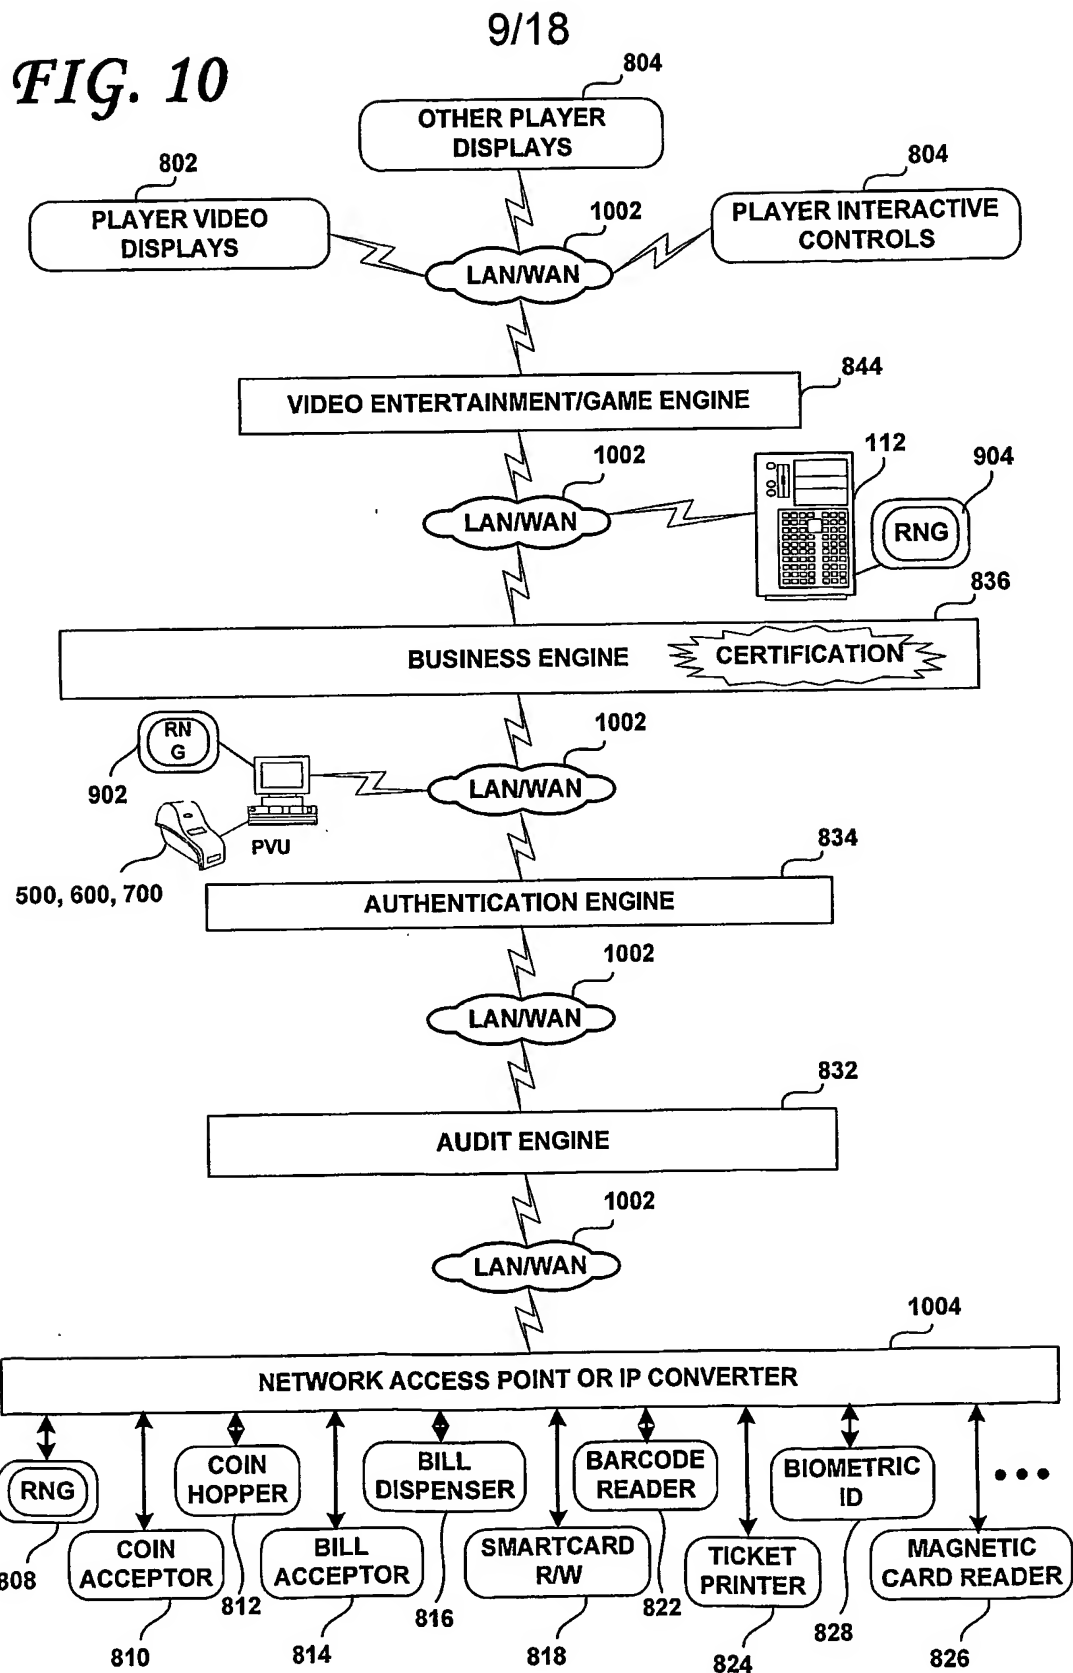 9/18
FIG. 10
804
OTHER PLAYER
DISPLAYS
802
PLAYER VIDEO
DISPLAYS
804
PLAYER INTERACTIVE
CONTROLS
1002
LAN/WAN
844
VIDEO ENTERTAINMENT/GAME ENGINE
1002
LAN/WAN
112
904
RNG
836
BUSINESS ENGINE
CERTIFICATION
RN
G
902
1002
LAN/WAN
PVU
500, 600, 700
834
AUTHENTICATION ENGINE
1002
LAN/WAN
832
AUDIT ENGINE
1002
LAN/WAN
1004
NETWORK ACCESS POINT OR IP CONVERTER
RNG
COIN
HOPPER
BILL
DISPENSER
BARCODE
READER
BIOMETRIC
ID
•••
COIN
ACCEPTOR
BILL
ACCEPTOR
SMARTCARD
R/W
TICKET
PRINTER
MAGNETIC
CARD READER
808
812
816
822
828
810
814
818
824
826